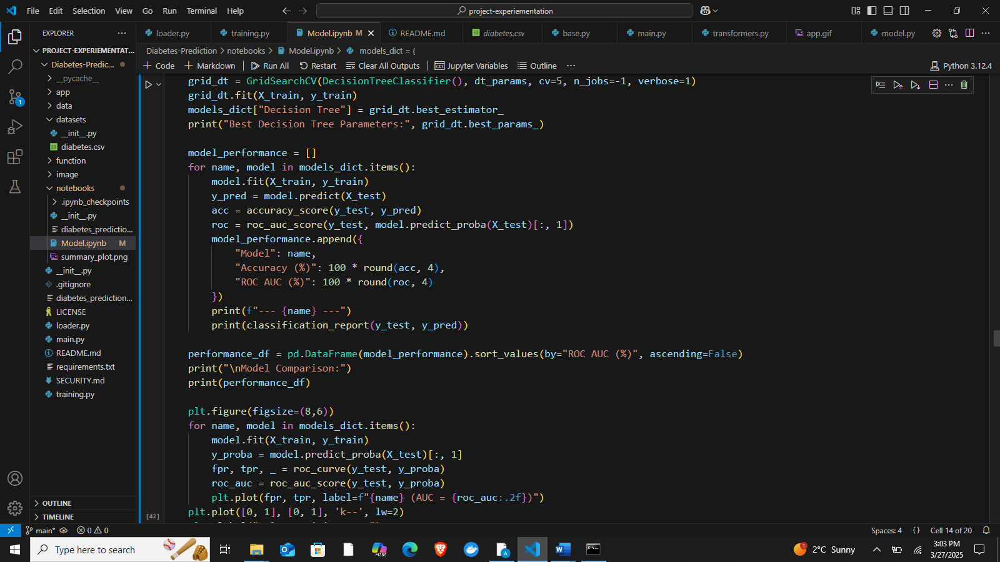 File Edit Selection View Go Run Terminal Help
project-experiementation
EXPLORER
loader.py
training.py
Model.ipynb M
README.md
diabetes.csv
base.py
main.py
transformers.py
app.gif
model.py
PROJECT-EXPERIEMENTAT...
Diabetes-Prediction > notebooks > Model.ipynb > models_dict = {
Code Markdown Run All Restart Clear All Outputs Jupyter Variables Outline ... Python 3.12.4
Diabetes-Predic...
__pycache__
app
data
datasets
__init__.py
diabetes.csv
function
image
notebooks
.ipynb_checkpoints
__init__.py
diabetes_predictio...
Model.ipynb M
summary_plot.png
__init__.py
.gitignore
diabetes_prediction...
LICENSE
loader.py
main.py
README.md
requirements.txt
SECURITY.md
training.py
OUTLINE
TIMELINE
1
grid_dt = GridSearchCV(DecisionTreeClassifier(), dt_params, cv=5, n_jobs=-1, verbose=1)
grid_dt.fit(X_train, y_train)
models_dict["Decision Tree"] = grid_dt.best_estimator_
print("Best Decision Tree Parameters:", grid_dt.best_params_)
model_performance = []
for name, model in models_dict.items():
model.fit(X_train, y_train)
y_pred = model.predict(X_test)
acc = accuracy_score(y_test, y_pred)
roc = roc_auc_score(y_test, model.predict_proba(X_test)[:, 1])
model_performance.append({
"Model": name,
"Accuracy (%)": 100 * round(acc, 4),
"ROC AUC (%)": 100 * round(roc, 4)
})
print(f"--- {name} ---")
print(classification_report(y_test, y_pred))
performance_df = pd.DataFrame(model_performance).sort_values(by="ROC AUC (%)", ascending=False)
print("\nModel Comparison:")
print(performance_df)
plt.figure(figsize=(8,6))
for name, model in models_dict.items():
model.fit(X_train, y_train)
y_proba = model.predict_proba(X_test)[:, 1]
fpr, tpr, _ = roc_curve(y_test, y_proba)
roc_auc = roc_auc_score(y_test, y_proba)
plt.plot(fpr, tpr, label=f"{name} (AUC = {roc_auc:.2f})")
plt.plot([0, 1], [0, 1], 'k--', lw=2)
[42]
main* 0 0
Spaces: 4 {} Cell 14 of 20
Type here to search
M365
1
2°C Sunny
3:03 PM
3/27/2025